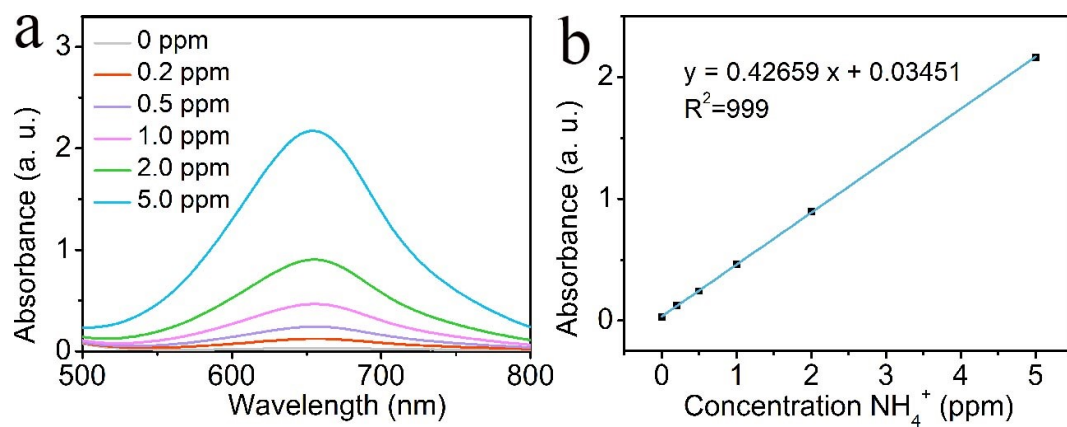 a
3
2
1
0
500
600
700
800
Absorbance (a. u.)
Wavelength (nm)
0 ppm
0.2 ppm
0.5 ppm
1.0 ppm
2.0 ppm
5.0 ppm
b
y = 0.42659 x + 0.03451
R²=999
2
1
0
0
1
2
3
4
5
Absorbance (a. u.)
Concentration NH₄⁺ (ppm)